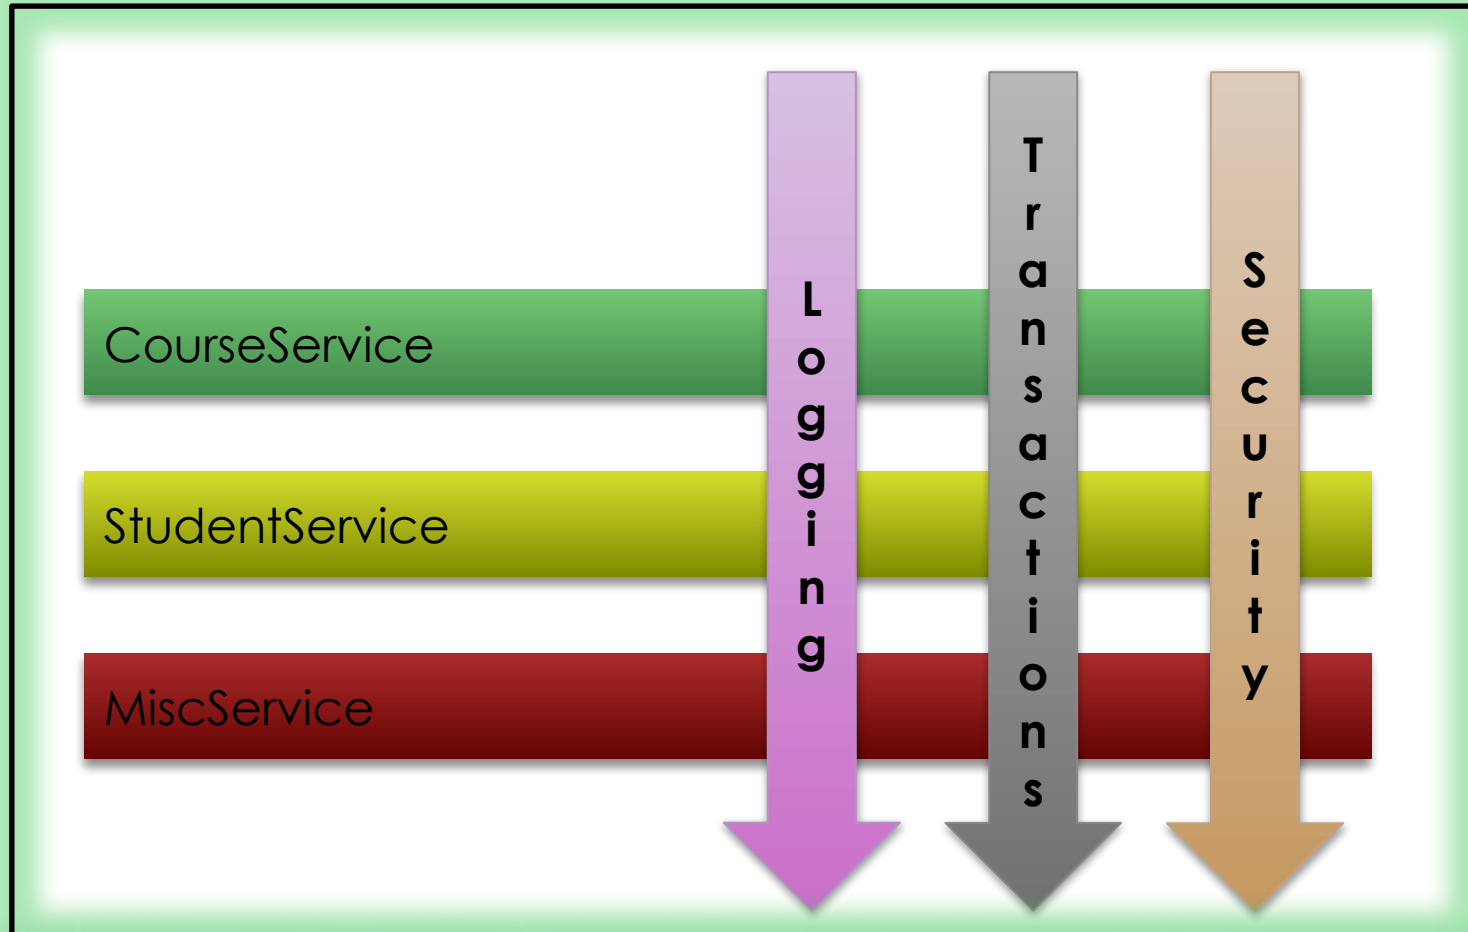 CourseService
StudentService
MiscService
Logging
Transactions
Security